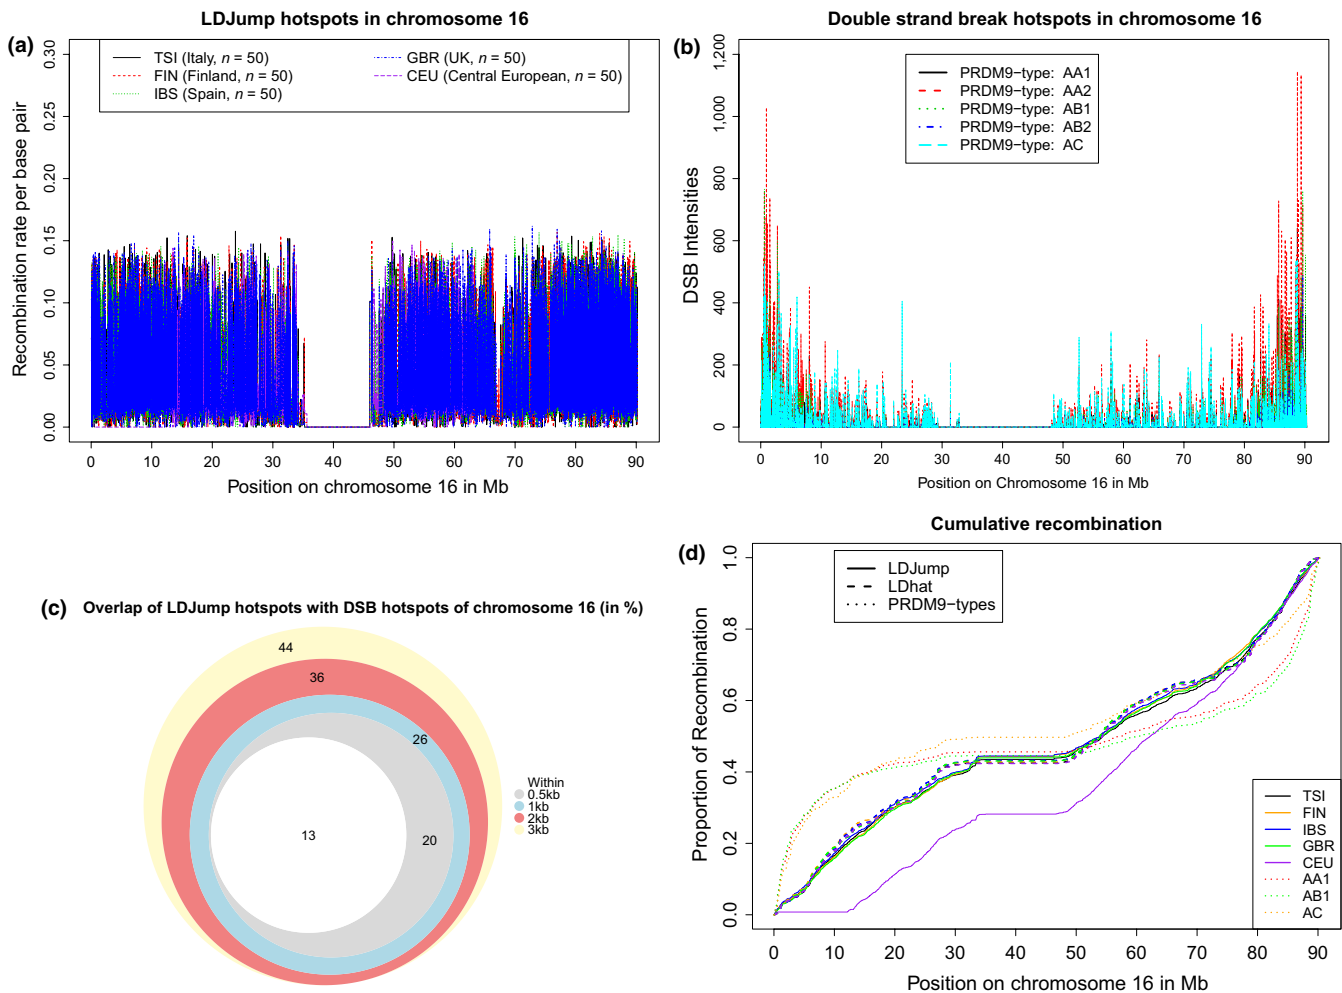 LDJump hotspots in chromosome 16
(a)
TSI (Italy, n = 50)
FIN (Finland, n = 50)
IBS (Spain, n = 50)
GBR (UK, n = 50)
CEU (Central European, n = 50)
Recombination rate per base pair
0.30
0.25
0.20
0.15
0.10
0.05
0.00
0 10 20 30 40 50 60 70 80 90
Position on chromosome 16 in Mb
Double strand break hotspots in chromosome 16
(b)
PRDM9−type: AA1
PRDM9−type: AA2
PRDM9−type: AB1
PRDM9−type: AB2
PRDM9−type: AC
DSB Intensities
1,200
1,000
800
600
400
200
0
0 10 20 30 40 50 60 70 80 90
Position on Chromosome 16 in Mb
(c) Overlap of LDJump hotspots with DSB hotspots of chromosome 16 (in %)
44
36
26
20
13
Within
0.5kb
1kb
2kb
3kb
Cumulative recombination
(d)
LDJump
LDhat
PRDM9−types
Proportion of Recombination
1.0
0.8
0.6
0.4
0.2
0.0
TSI
FIN
IBS
GBR
CEU
AA1
AB1
AC
0 10 20 30 40 50 60 70 80 90
Position on chromosome 16 in Mb